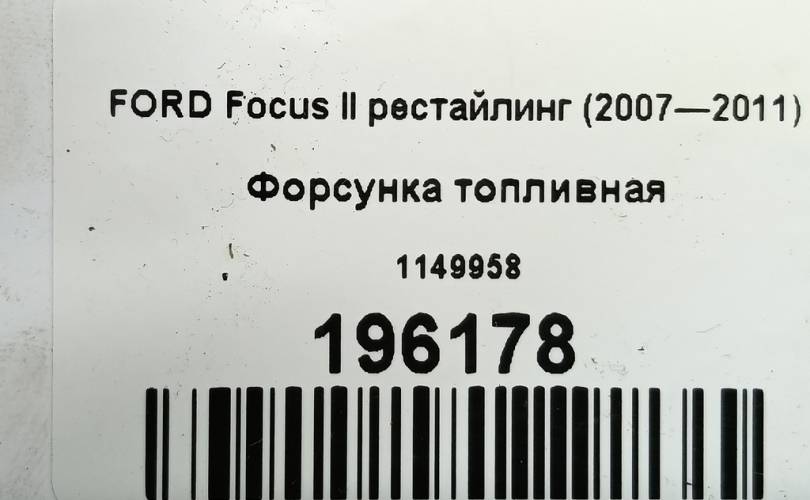 FORD Focus II рестайлинг (2007—2011)
Форсунка топливная
1149958
196178